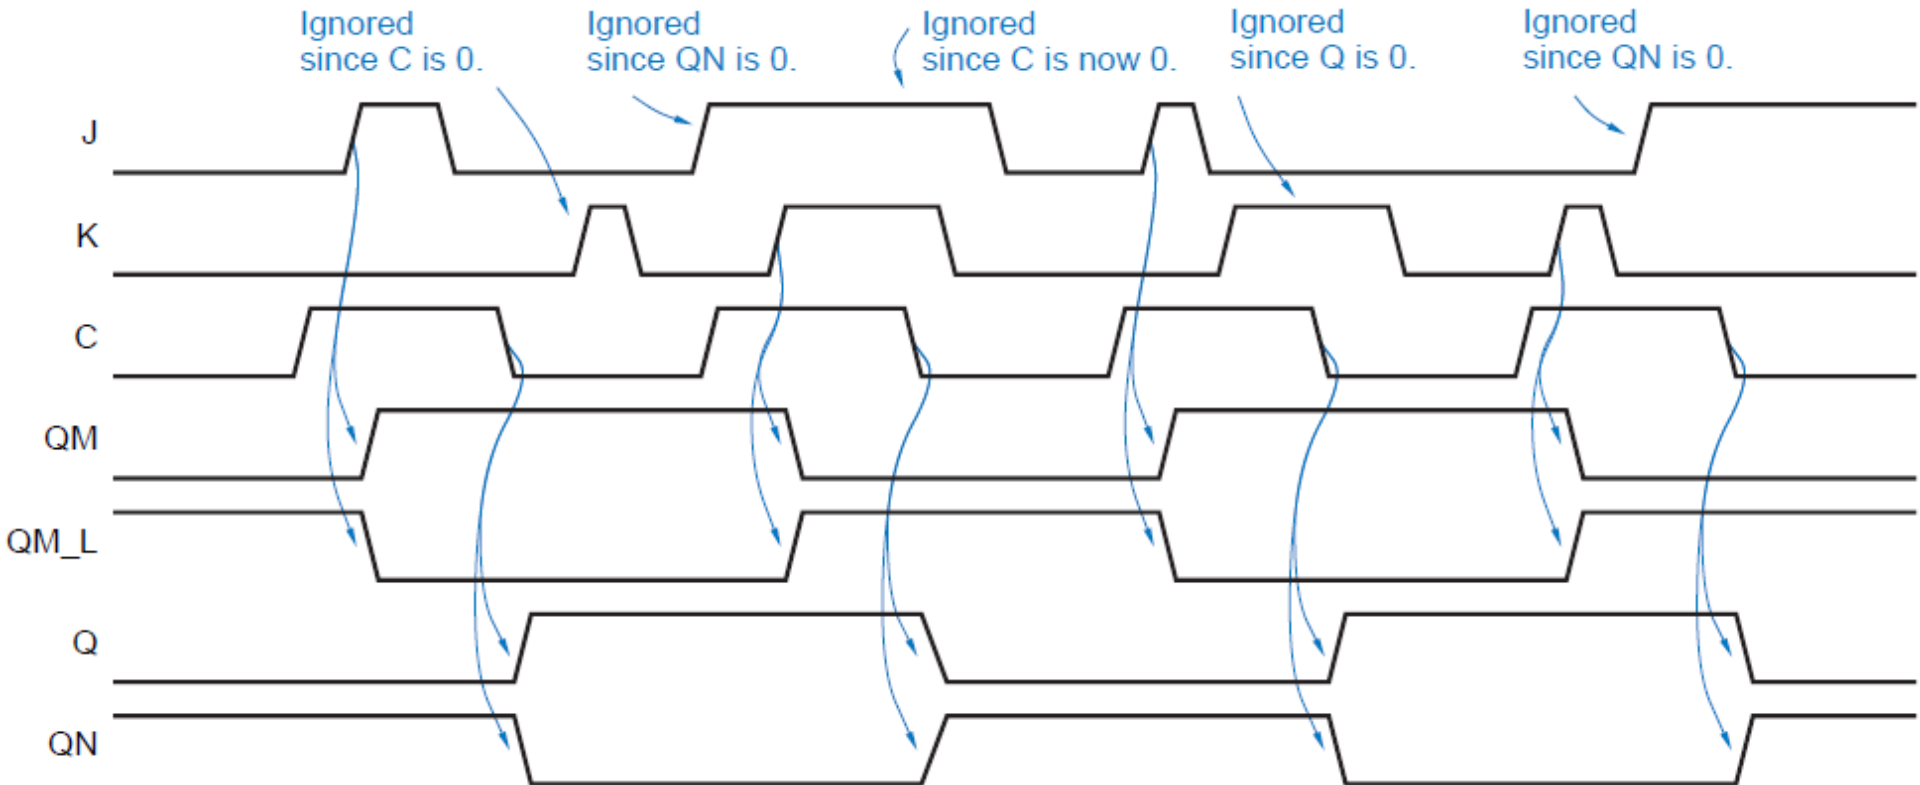 Ignored
since C is 0.
Ignored
since QN is 0.
Ignored
since C is now 0.
Ignored
since Q is 0.
Ignored
since QN is 0.
J
K
C
QM
QM_L
Q
QN